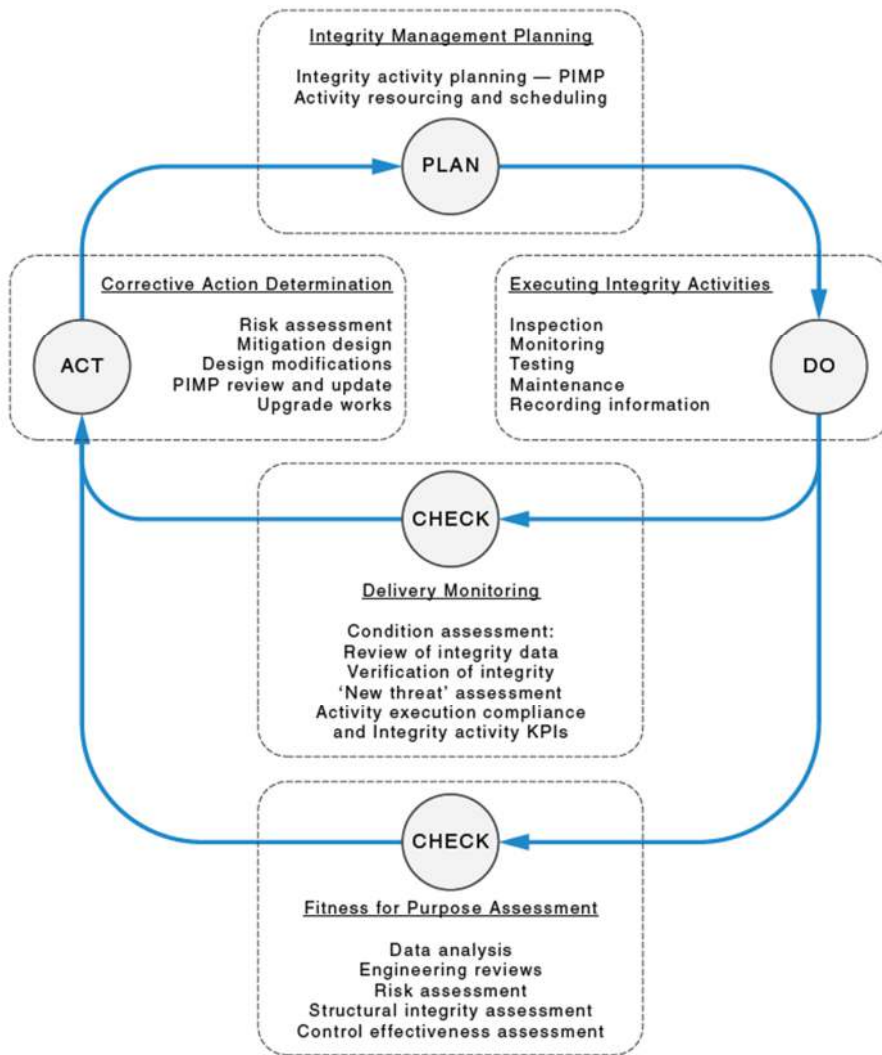 Integrity Management Planning
Integrity activity planning — PIMP
Activity resourcing and scheduling
PLAN
Corrective Action Determination
Risk assessment
Mitigation design
Design modifications
PIMP review and update
Upgrade works
ACT
Executing Integrity Activities
Inspection
Monitoring
Testing
Maintenance
Recording information
DO
CHECK
Delivery Monitoring
Condition assessment:
Review of integrity data
Verification of integrity
‘New threat’ assessment
Activity execution compliance
and Integrity activity KPIs
CHECK
Fitness for Purpose Assessment
Data analysis
Engineering reviews
Risk assessment
Structural integrity assessment
Control effectiveness assessment